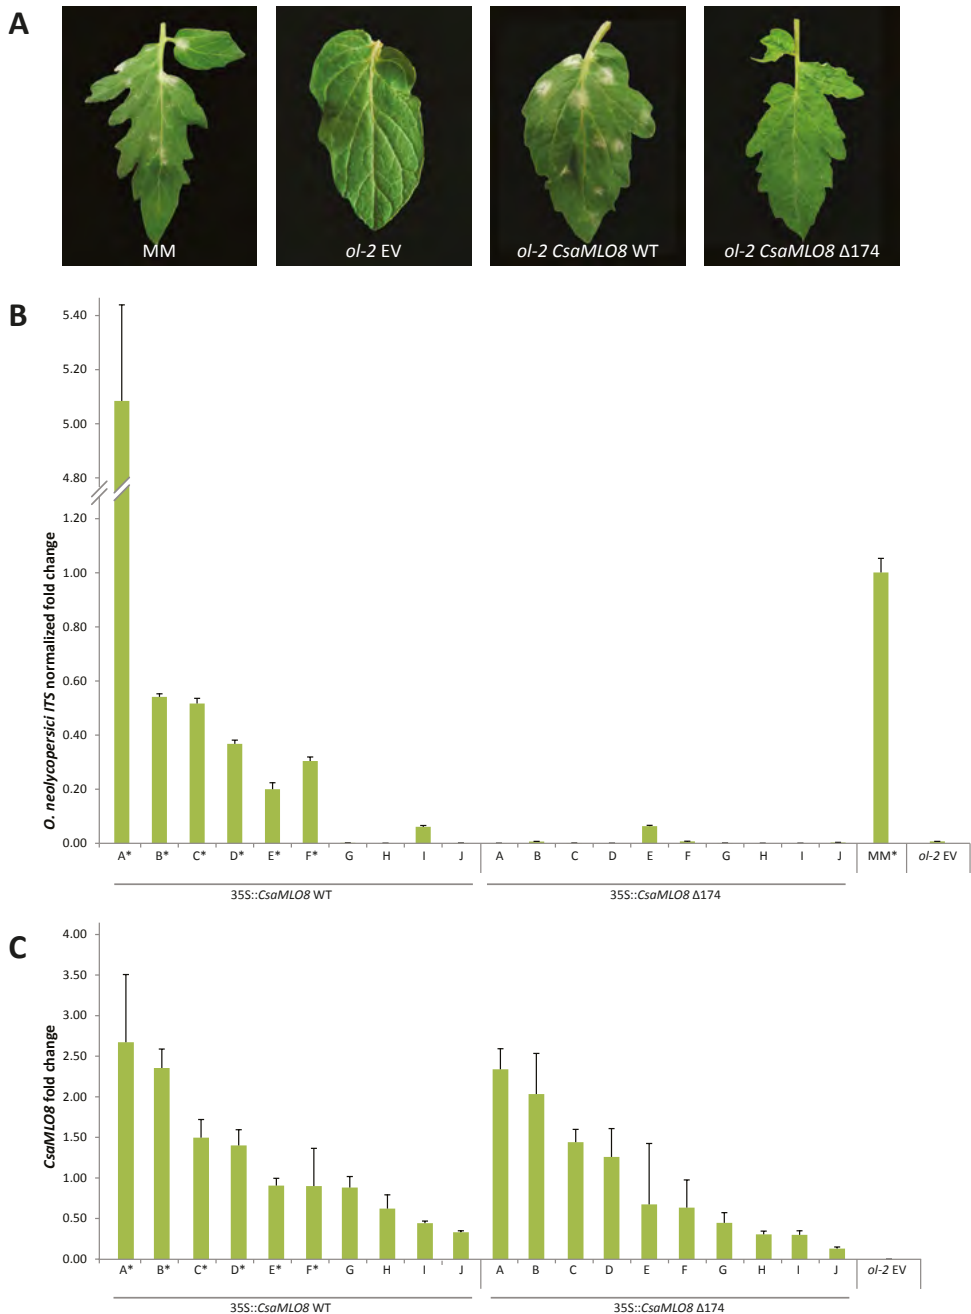 A
MM
ol-2 EV
ol-2 CsaMLO8 WT
ol-2 CsaMLO8 Δ174
B
O. neolycopersici ITS normalized fold change
5.40
5.20
5.00
4.80
1.20
1.00
0.80
0.60
0.40
0.20
0.00
A* B* C* D* E* F* G H I J A B C D E F G H I J MM* ol-2 EV
35S::CsaMLO8 WT 35S::CsaMLO8 Δ174
C
CsaMLO8 fold change
4.00
3.50
3.00
2.50
2.00
1.50
1.00
0.50
0.00
A* B* C* D* E* F* G H I J A B C D E F G H I J ol-2 EV
35S::CsaMLO8 WT 35S::CsaMLO8 Δ174